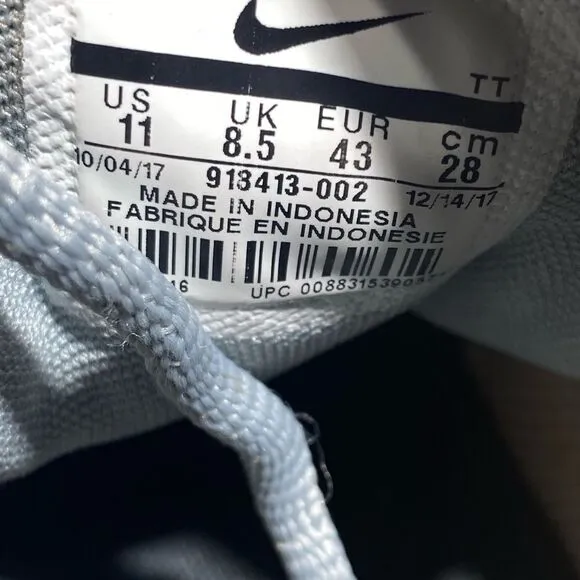 TT
US UK EUR cm
11 8.5 43 28
10/04/17 918413-002 12/14/17
MADE IN INDONESIA
FABRIQUE EN INDONESIE
UPC